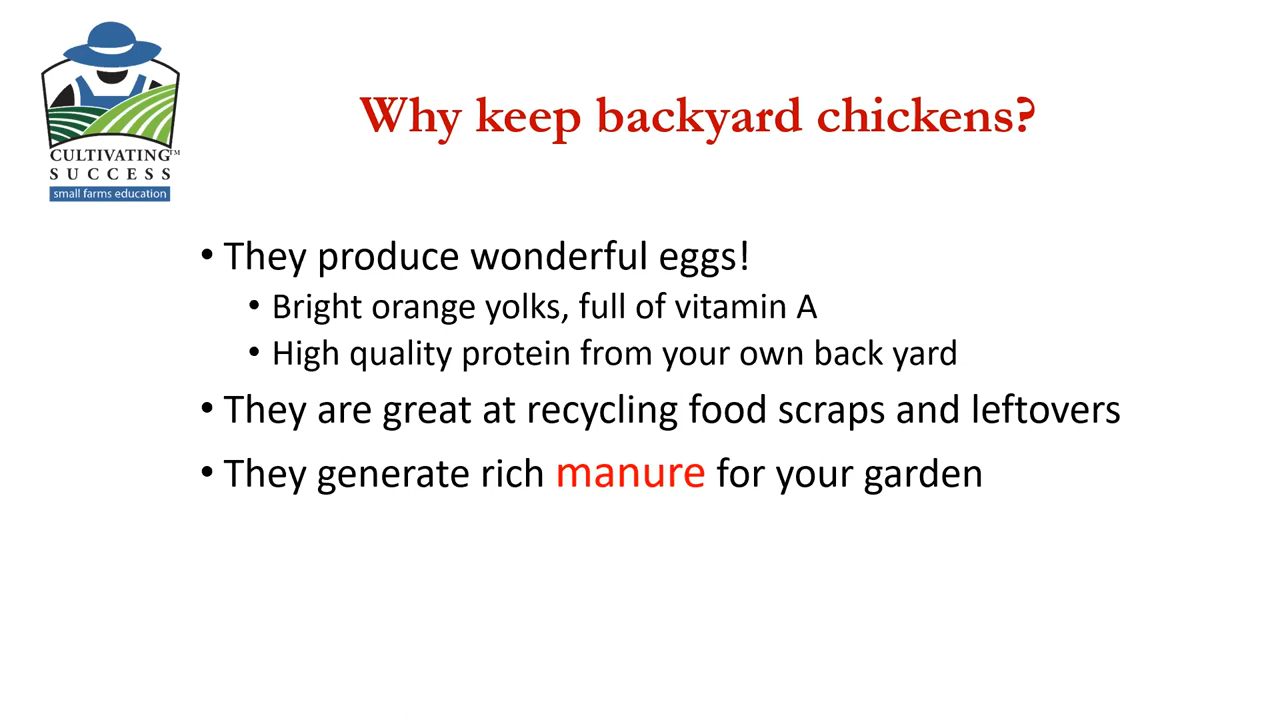 CULTIVATING™
SUCCESS
small farms education
Why keep backyard chickens?
• They produce wonderful eggs!
• Bright orange yolks, full of vitamin A
• High quality protein from your own back yard
• They are great at recycling food scraps and leftovers
• They generate rich manure for your garden